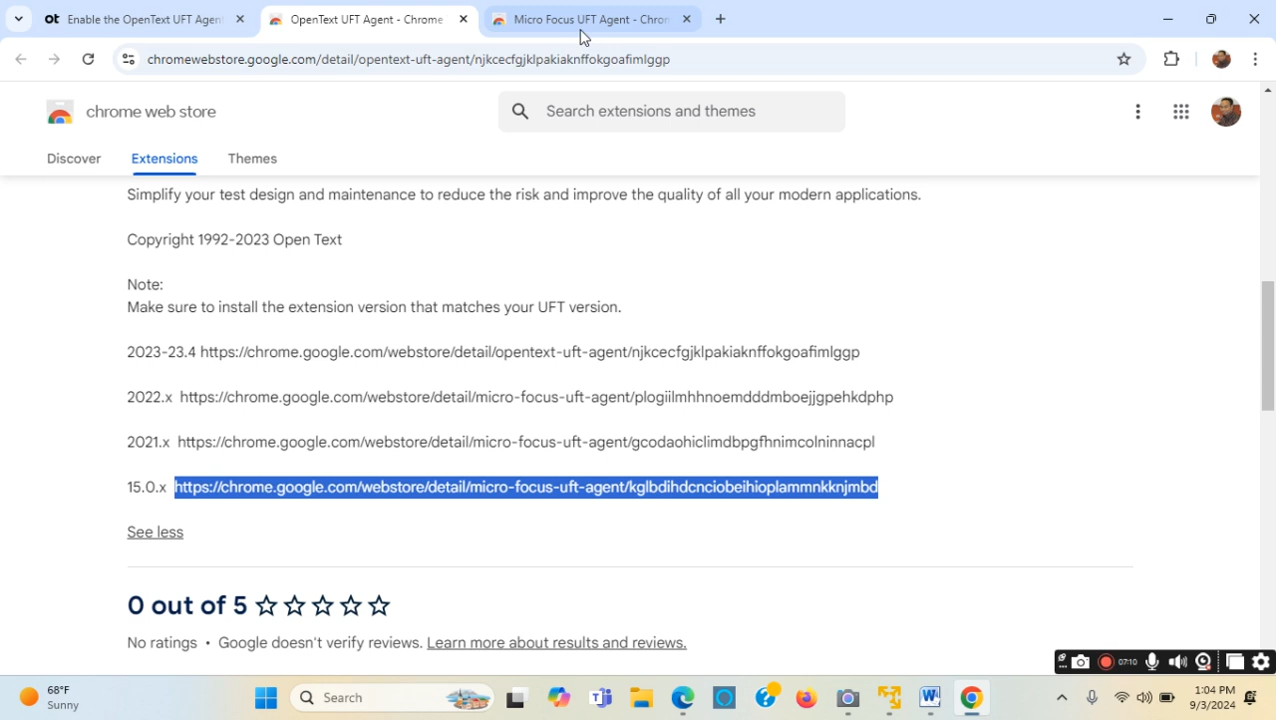 Enable the OpenText UFT Agen
OpenText UFT Agent - Chrome
Micro Focus UFT Agent - Chron
chromewebstore.google.com/detail/opentext-uft-agent/njkcecfgjklpakiaknffokgoafimlggp
chrome web store
Search extensions and themes
Discover
Extensions
Themes
Simplify your test design and maintenance to reduce the risk and improve the quality of all your modern applications.
Copyright 1992-2023 Open Text
Note:
Make sure to install the extension version that matches your UFT version.
2023-23.4 https://chrome.google.com/webstore/detail/opentext-uft-agent/njkcecfgjklpakiaknffokgoafimlggp
2022.x https://chrome.google.com/webstore/detail/micro-focus-uft-agent/plogiilmhhnoemdddmboejjgpehkdphp
2021.x https://chrome.google.com/webstore/detail/micro-focus-uft-agent/gcodaohiclimdbpgfhnimcolninnacpl
15.0.x https://chrome.google.com/webstore/detail/micro-focus-uft-agent/kglbdihdcnciobeihioplammnkknjmbd
See less
0 out of 5
No ratings • Google doesn't verify reviews. Learn more about results and reviews.
07:10
68°F
Sunny
Search
1:04 PM
9/3/2024